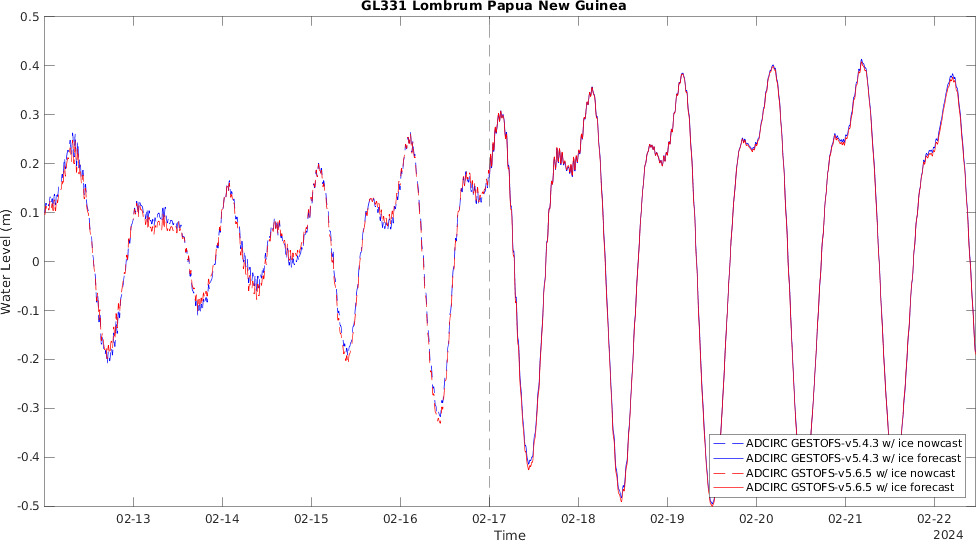 GL331 Lombrum Papua New Guinea
0.5
0.4
0.3
0.2
0.1
0
-0.1
-0.2
-0.3
-0.4
-0.5
Water Level (m)
ADCIRC GESTOFS-v5.4.3 w/ ice nowcast
ADCIRC GESTOFS-v5.4.3 w/ ice forecast
ADCIRC GSTOFS-v5.6.5 w/ ice nowcast
ADCIRC GSTOFS-v5.6.5 w/ ice forecast
02-13 02-14 02-15 02-16 02-17 02-18 02-19 02-20 02-21 02-22
2024
Time